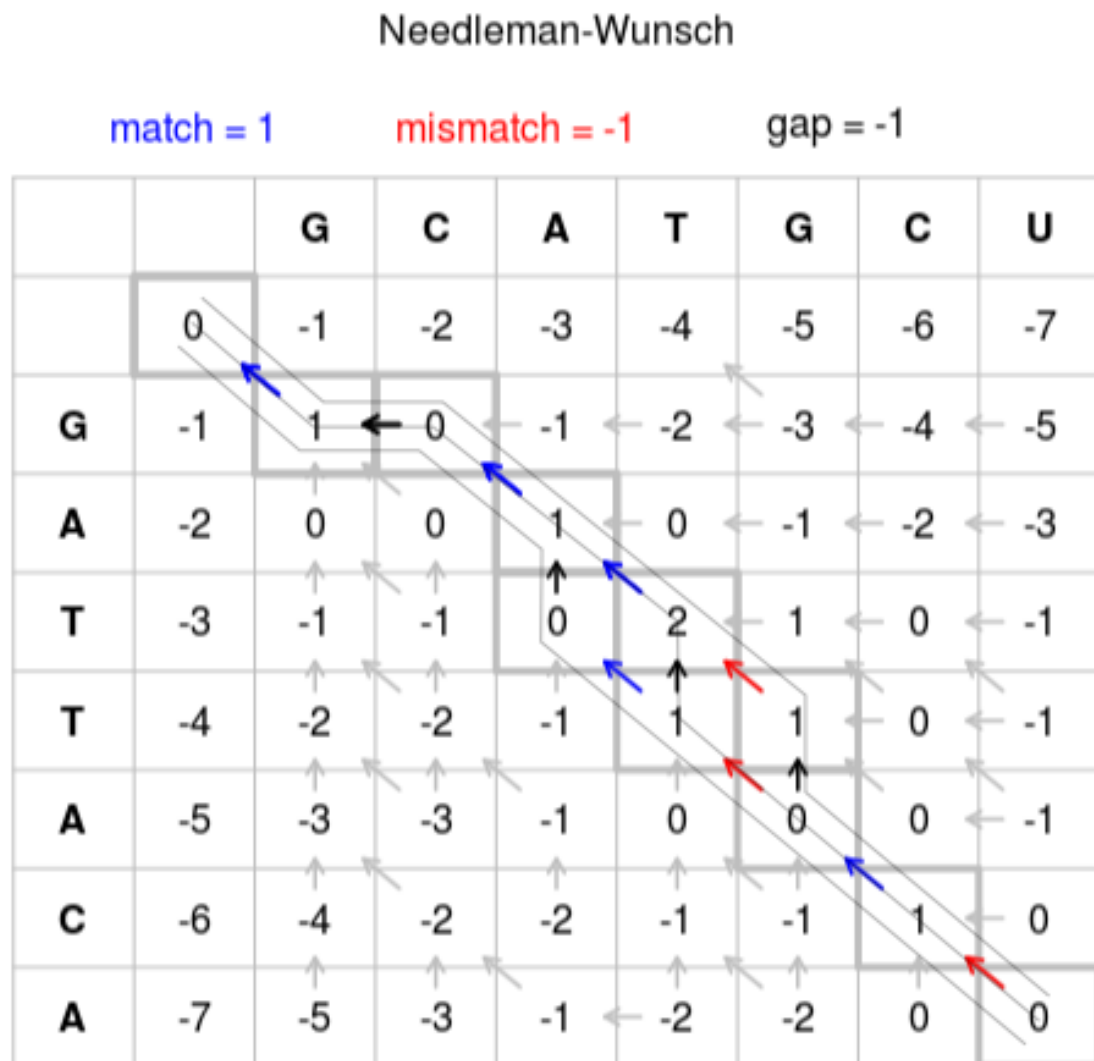 Needleman-Wunsch
match = 1 mismatch = -1 gap = -1
G C A T G C U
0 -1 -2 -3 -4 -5 -6 -7
G -1 1 0 -1 -2 -3 -4 -5
A -2 0 0 1 0 -1 -2 -3
T -3 -1 -1 0 2 1 0 -1
T -4 -2 -2 -1 1 1 0 -1
A -5 -3 -3 -1 0 0 0 -1
C -6 -4 -2 -2 -1 -1 1 0
A -7 -5 -3 -1 -2 -2 0 0